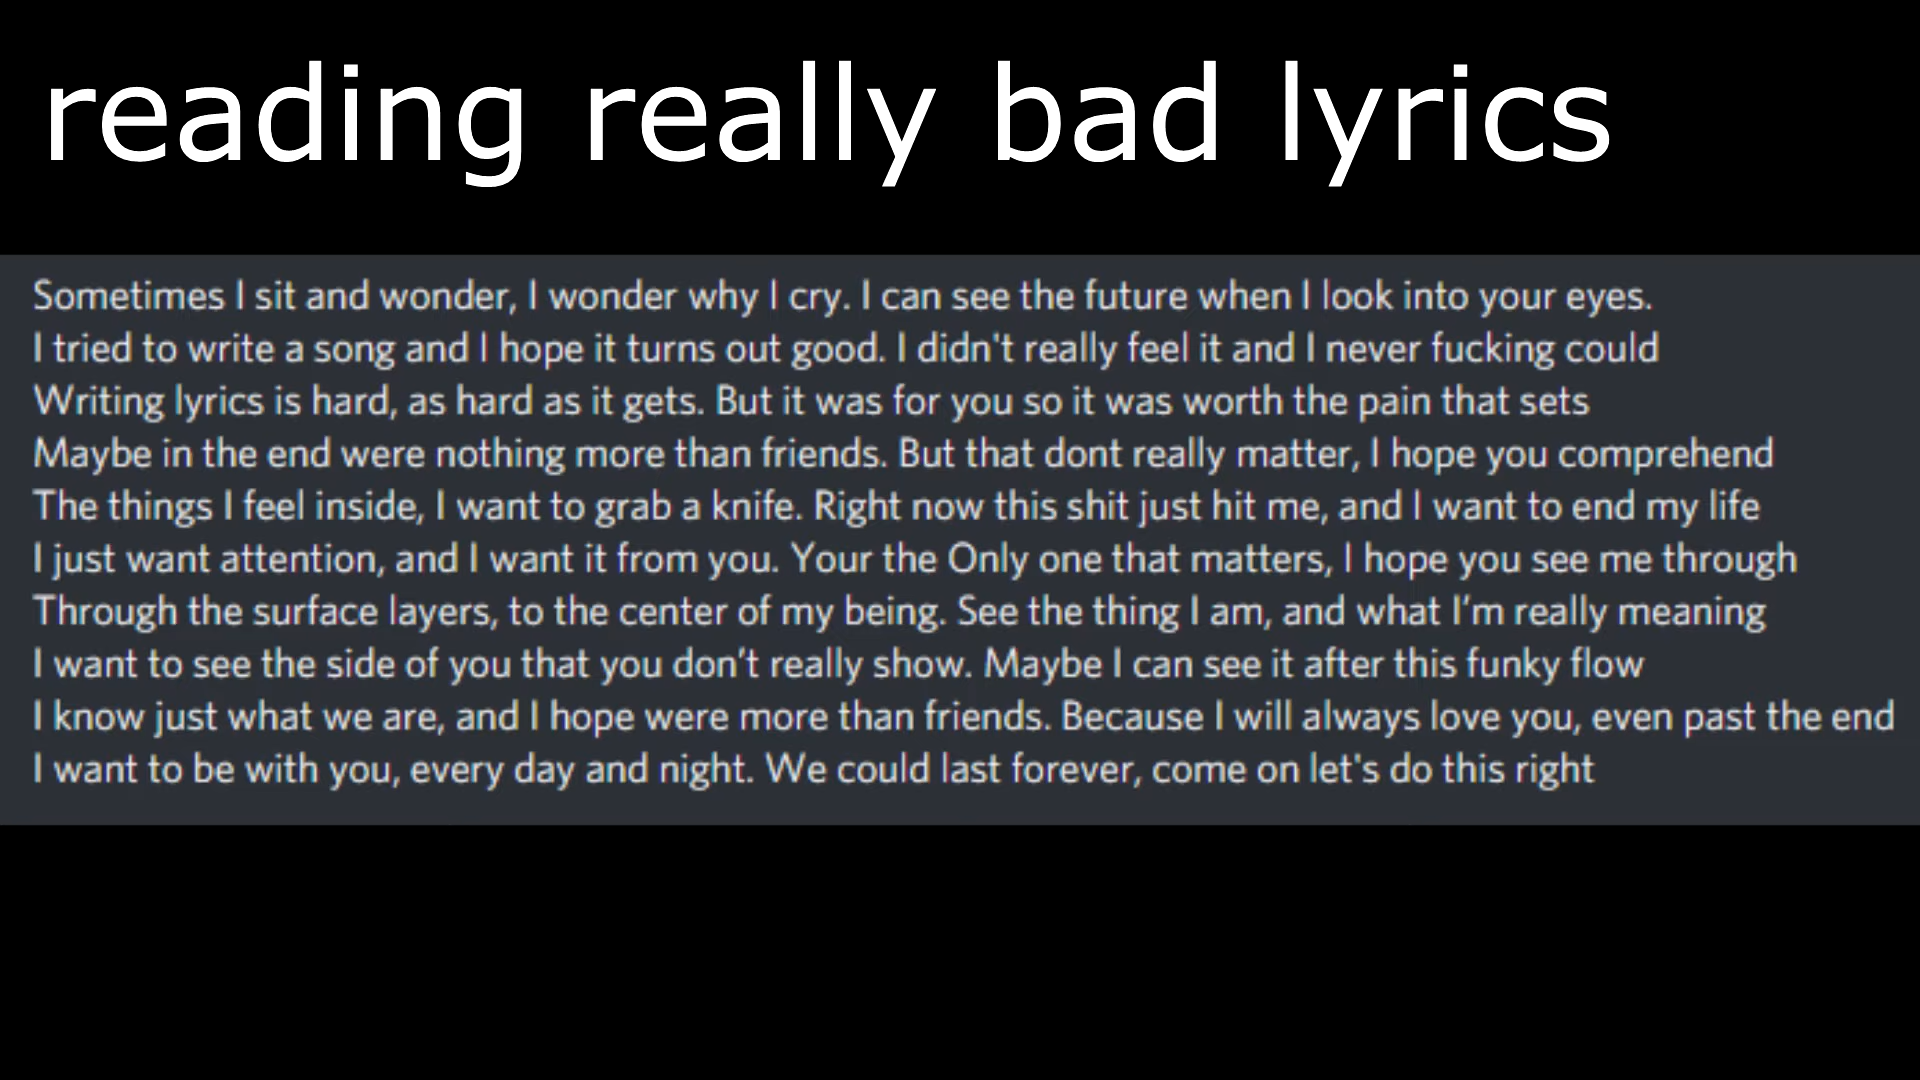 reading really bad lyrics
Sometimes I sit and wonder, I wonder why I cry. I can see the future when I look into your eyes.
I tried to write a song and I hope it turns out good. I didn't really feel it and I never fucking could
Writing lyrics is hard, as hard as it gets. But it was for you so it was worth the pain that sets
Maybe in the end were nothing more than friends. But that dont really matter, I hope you comprehend
The things I feel inside, I want to grab a knife. Right now this shit just hit me, and I want to end my life
I just want attention, and I want it from you. Your the Only one that matters, I hope you see me through
Through the surface layers, to the center of my being. See the thing I am, and what I’m really meaning
I want to see the side of you that you don’t really show. Maybe I can see it after this funky flow
I know just what we are, and I hope were more than friends. Because I will always love you, even past the end
I want to be with you, every day and night. We could last forever, come on let's do this right